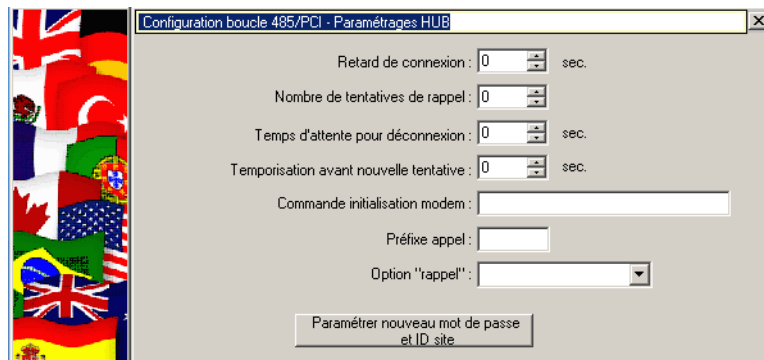 Configuration boucle 485/PCI - Paramétrages HUB
Retard de connexion : 0 sec.
Nombre de tentatives de rappel : 0
Temps d'attente pour déconnexion : 0 sec.
Temporisation avant nouvelle tentative : 0 sec.
Commande initialisation modem :
Préfixe appel :
Option "rappel" :
Paramétrer nouveau mot de passe
et ID site